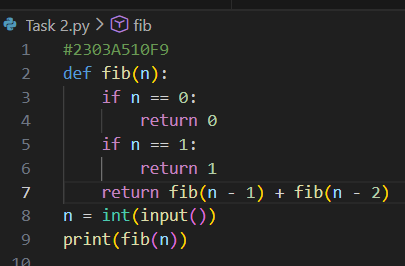 Task 2.py > fib
1 #2303A510F9
2 def fib(n):
3     if n == 0:
4         return 0
5     if n == 1:
6         return 1
7     return fib(n - 1) + fib(n - 2)
8 n = int(input())
9 print(fib(n))
10